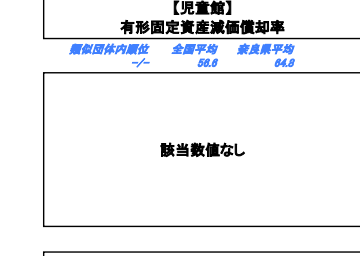 【児童館】
有形固定資産減価償却率
類似団体内順位 全国平均 奈良県平均
-/- 56.6 64.8
該当数値なし